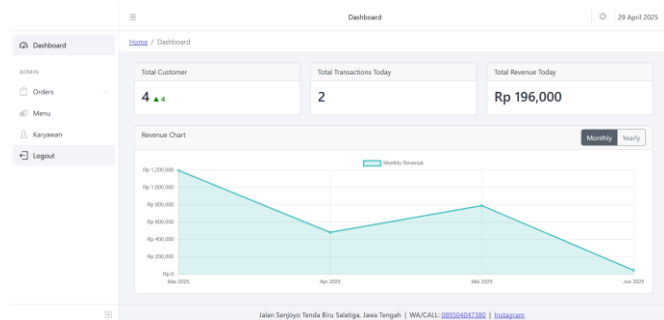 Dashboard
29 April 2025
Dashboard
Home / Dashboard
ADMIN
Orders
Menu
Karyawan
Logout
Total Customer
4 ▲ 4
Total Transactions Today
2
Total Revenue Today
Rp 196,000
Revenue Chart
Monthly Yearly
Monthly Revenue
Rp 1,200,000
Rp 1,000,000
Rp 800,000
Rp 600,000
Rp 400,000
Rp 200,000
Rp 0
Mar 2025 Apr 2025 Mei 2025 Jun 2025
Jalan Senjoyo Tenda Biru Salatiga, Jawa Tengah | WA/CALL: 089504047380 | Instagram